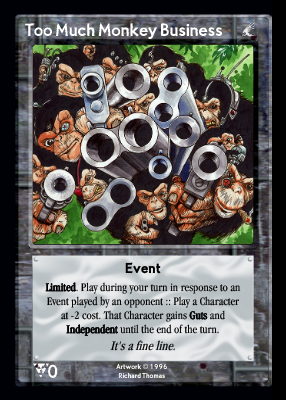 Too Much Monkey Business
Event
Limited. Play during your turn in response to an
Event played by an opponent :: Play a Character
at -2 cost. That Character gains Guts and
Independent until the end of the turn.
It's a fine line.
0
Artwork © 1996
Richard Thomas